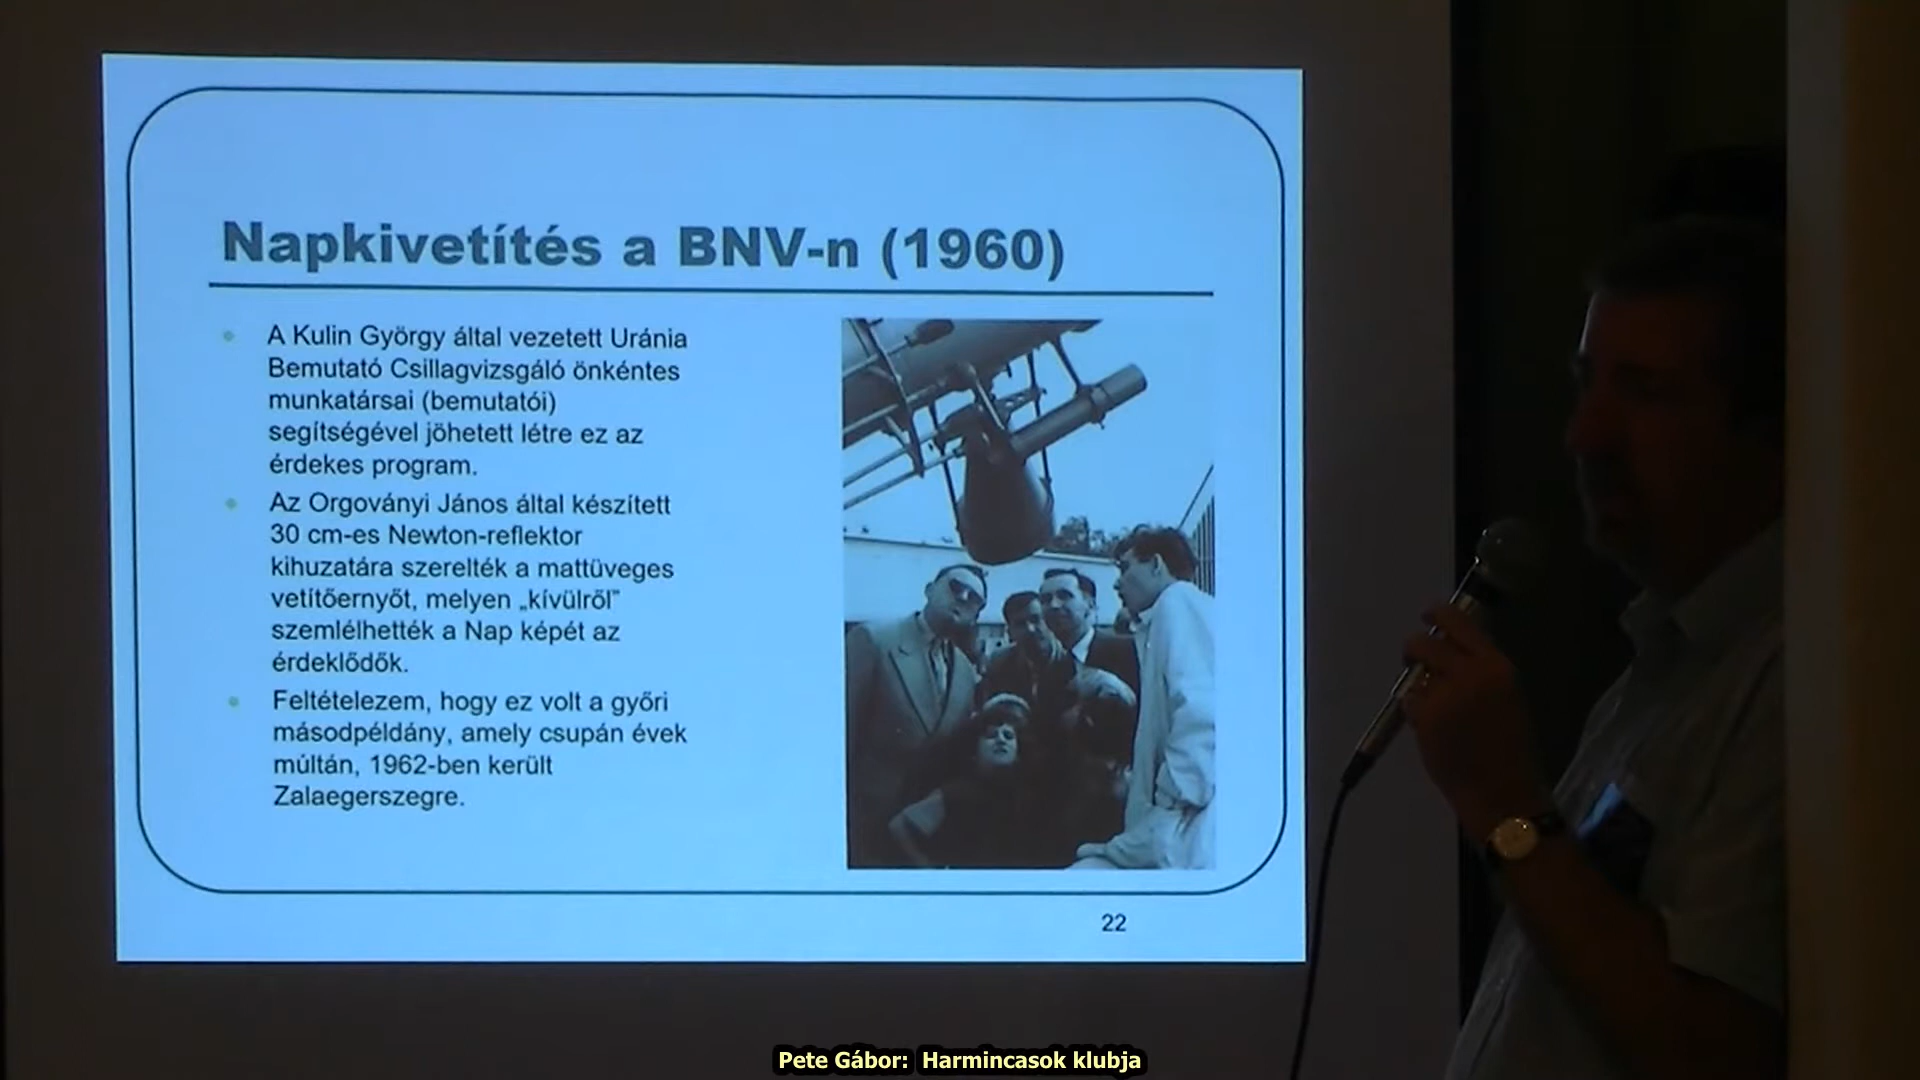 Napkivetítés a BNV-n (1960)
A Kulin György által vezetett Uránia
Bemutató Csillagvizsgáló önkéntes
munkatársai (bemutatói)
segítségével jöhetett létre ez az
érdekes program.
Az Orgoványi János által készített
30 cm-es Newton-reflektor
kihuzatára szerelték a mattüveges
vetítőernyőt, melyen „kívülről”
szemlélhették a Nap képét az
érdeklődők.
Feltételezem, hogy ez volt a győri
másodpéldány, amely csupán évek
múltán, 1962-ben került
Zalaegerszegre.
22
Pete Gábor: Harmincasok klubja